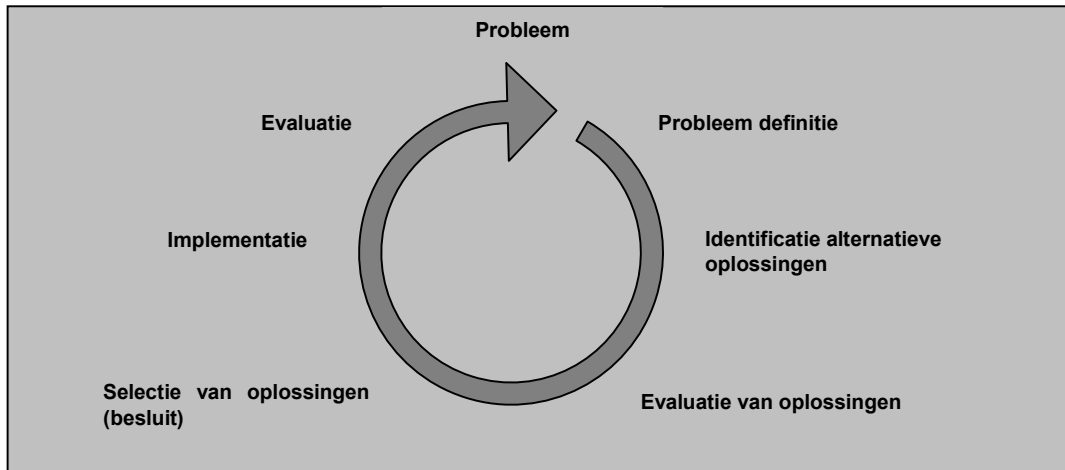 Probleem
Evaluatie
Probleem definitie
Implementatie
Identificatie alternatieve
oplossingen
Selectie van oplossingen
(besluit)
Evaluatie van oplossingen